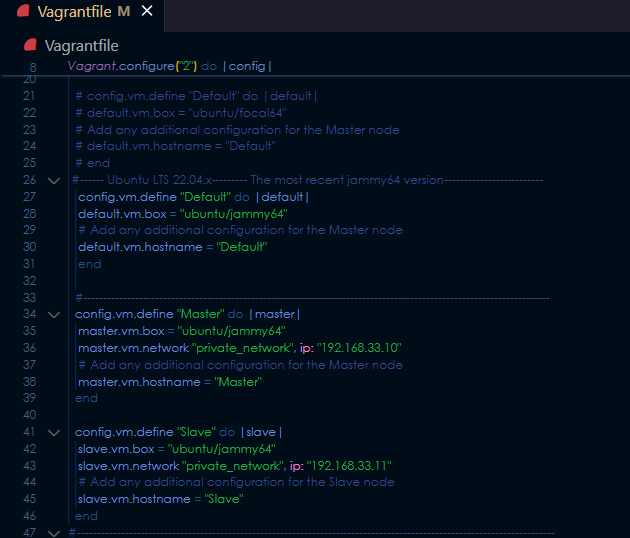 Vagrantfile M ×
Vagrantfile
8 Vagrant.configure("2") do |config|
20
21 # config.vm.define "Default" do |default|
22 # default.vm.box = "ubuntu/focal64"
23 # Add any additional configuration for the Master node
24 # default.vm.hostname = "Default"
25 # end
26 #------ Ubuntu LTS 22.04.x--------- The most recent jammy64 version-------------------------
27 config.vm.define "Default" do |default|
28 default.vm.box = "ubuntu/jammy64"
29 # Add any additional configuration for the Master node
30 default.vm.hostname = "Default"
31 end
32
33 #--------------------------------------------------------------------------------------------------------------------
34 config.vm.define "Master" do |master|
35 master.vm.box = "ubuntu/jammy64"
36 master.vm.network "private_network", ip: "192.168.33.10"
37 # Add any additional configuration for the Master node
38 master.vm.hostname = "Master"
39 end
40
41 config.vm.define "Slave" do |slave|
42 slave.vm.box = "ubuntu/jammy64"
43 slave.vm.network "private_network", ip: "192.168.33.11"
44 # Add any additional configuration for the Slave node
45 slave.vm.hostname = "Slave"
46 end
47 #-----------------------------------------------------------------------------------------------------------------------